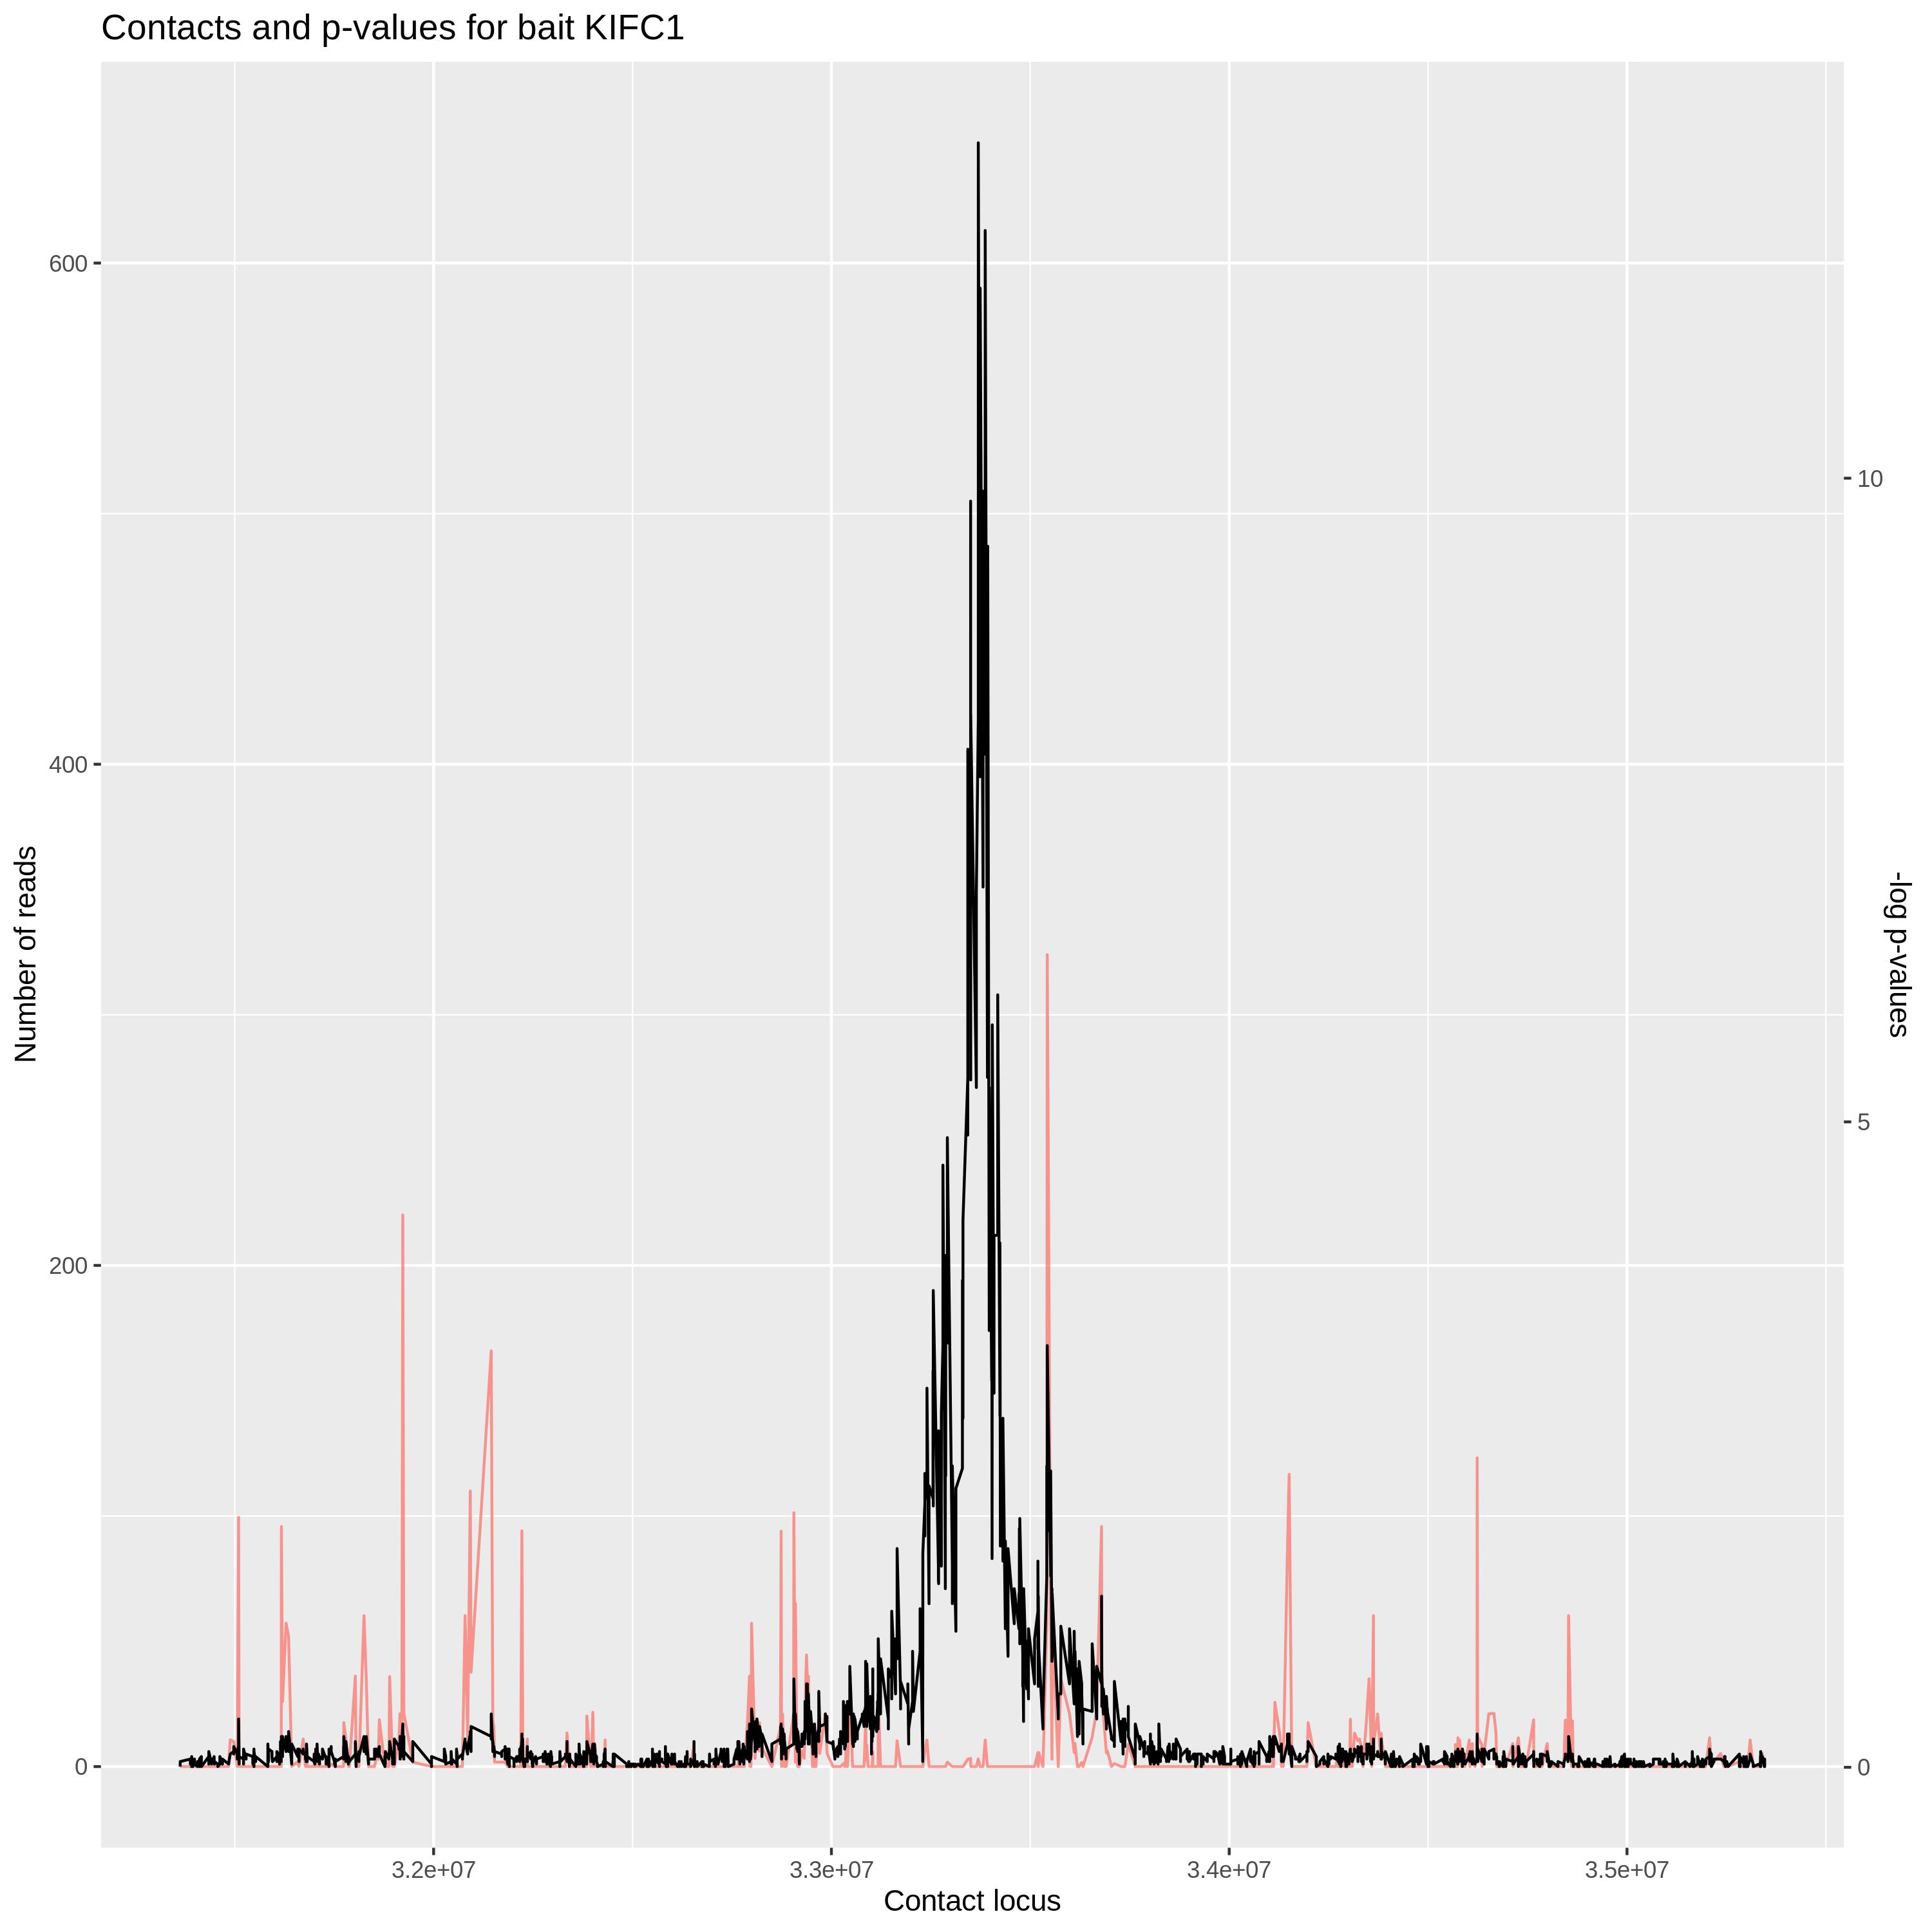 Contacts and p-values for bait KIFC1
600
400
200
0
Number of reads
10
5
0
-log p-values
3.2e+07
3.3e+07
3.4e+07
3.5e+07
Contact locus